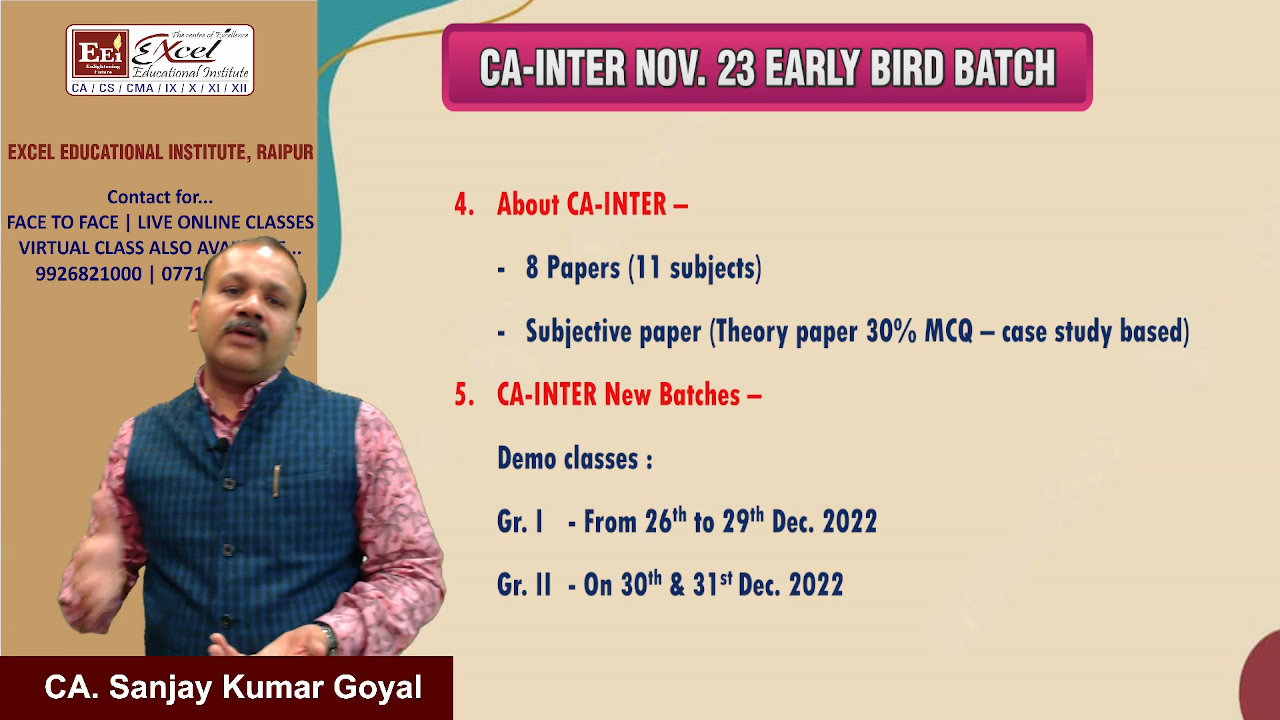 EEi
Enlightening
Future
The centre of Excellence
Excel
Educational Institute
CA / CS / CMA / IX / X / XI / XII
EXCEL EDUCATIONAL INSTITUTE, RAIPUR
Contact for...
FACE TO FACE | LIVE ONLINE CLASSES
VIRTUAL CLASS ALSO
9926821000 |
CA-INTER NOV. 23 EARLY BIRD BATCH
4. About CA-INTER –
- 8 Papers (11 subjects)
- Subjective paper (Theory paper 30% MCQ – case study based)
5. CA-INTER New Batches –
Demo classes :
Gr. I - From 26th to 29th Dec. 2022
Gr. II - On 30th & 31st Dec. 2022
CA. Sanjay Kumar Goyal